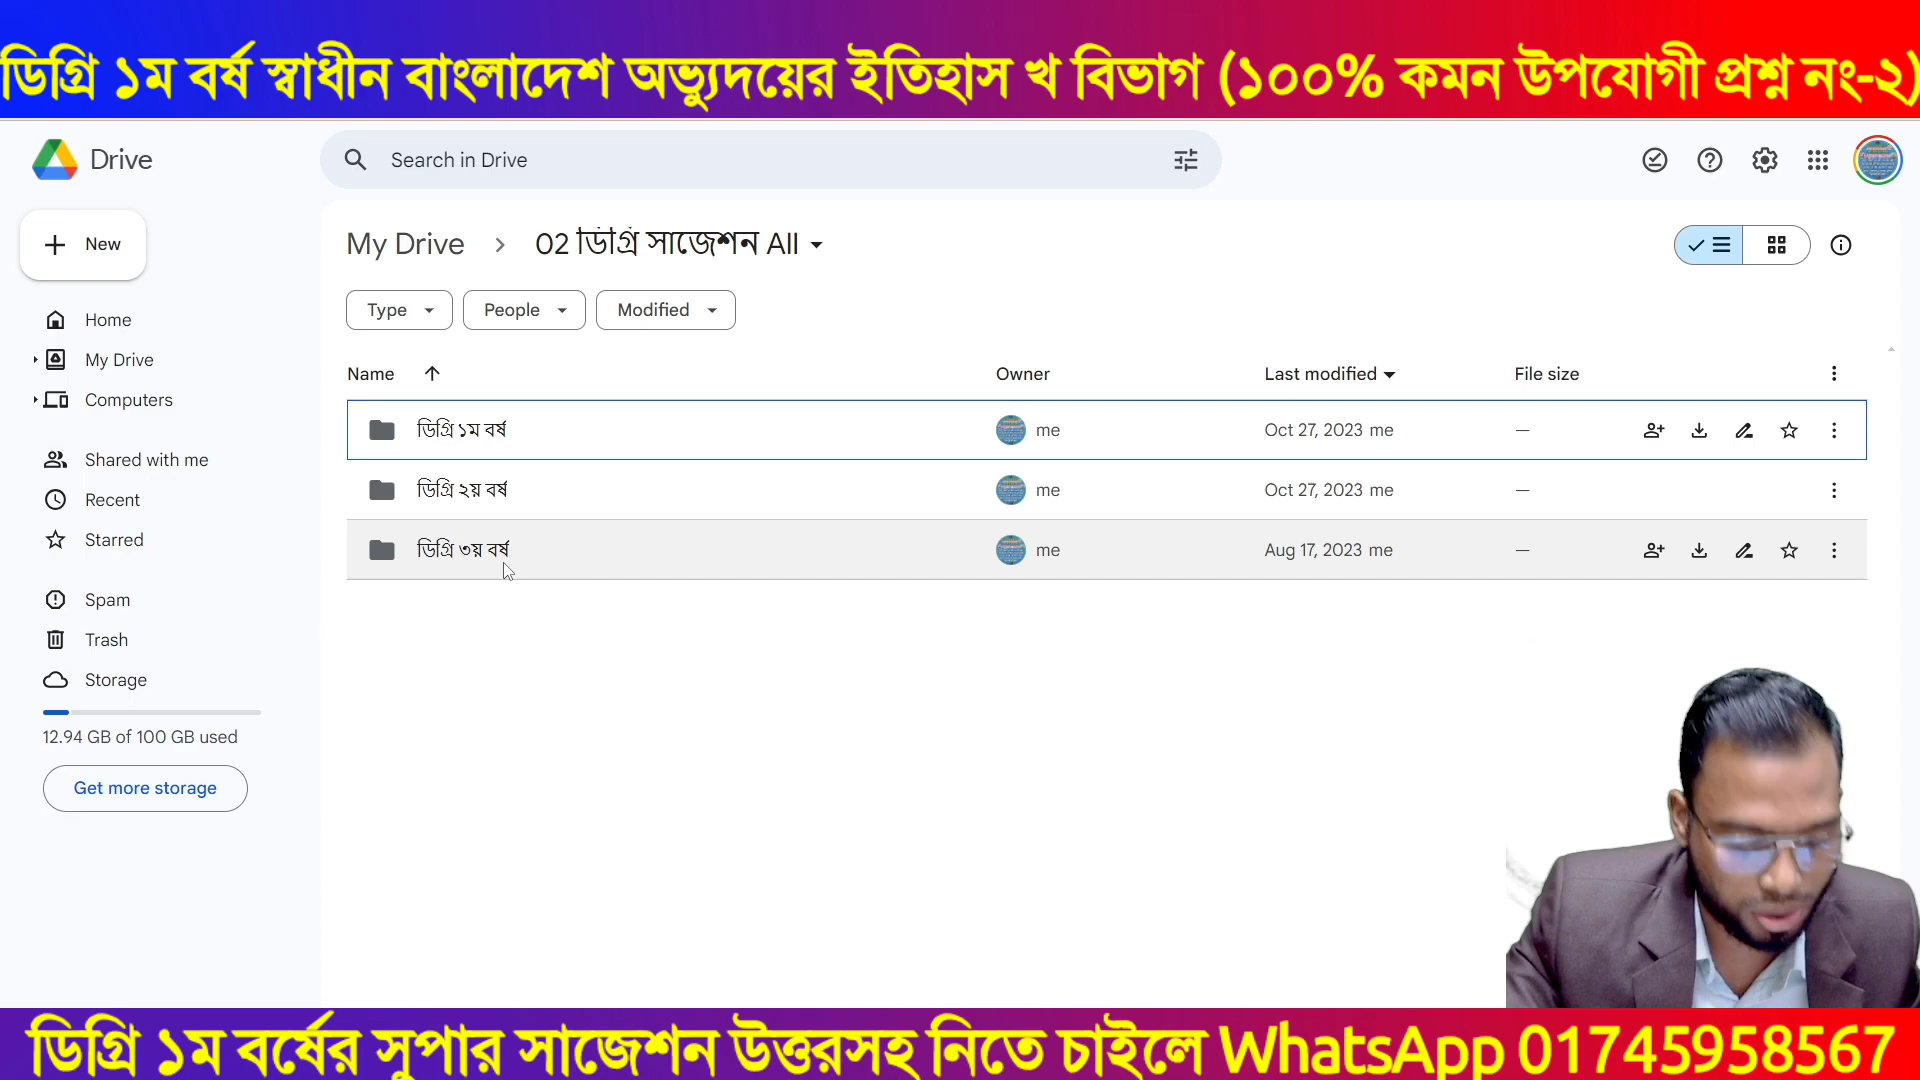 ডিগ্রি ১ম বর্ষ স্বাধীন বাংলাদেশ অভ্যুদয়ের ইতিহাস খ বিভাগ (১০০% কমন উপযোগী প্রশ্ন নং-২)
Drive
Search in Drive
New
My Drive > 02 ডিগ্রি সাজেশন All
Type
People
Modified
Home
My Drive
Computers
Shared with me
Recent
Starred
Spam
Trash
Storage
12.94 GB of 100 GB used
Get more storage
Name Owner Last modified File size
ডিগ্রি ১ম বর্ষ me Oct 27, 2023 me —
ডিগ্রি ২য় বর্ষ me Oct 27, 2023 me —
ডিগ্রি ৩য় বর্ষ me Aug 17, 2023 me —
ডিগ্রি ১ম বর্ষের সুপার সাজেশন উত্তরসহ নিতে চাইলে WhatsApp 01745958567